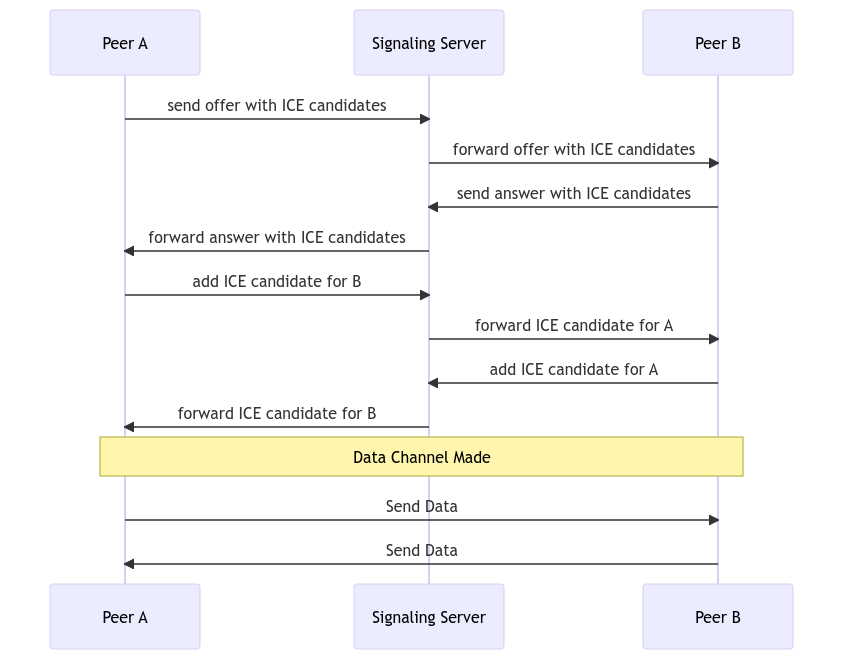 Peer A
Signaling Server
Peer B
send offer with ICE candidates
forward offer with ICE candidates
send answer with ICE candidates
forward answer with ICE candidates
add ICE candidate for B
forward ICE candidate for A
add ICE candidate for A
forward ICE candidate for B
Data Channel Made
Send Data
Send Data
Peer A
Signaling Server
Peer B